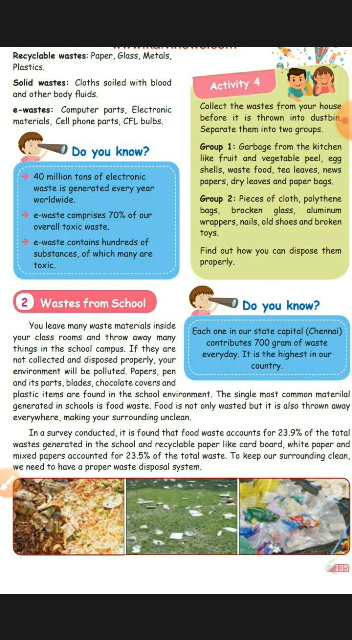 Recyclable wastes: Paper, Glass, Metals,
Plastics.
Solid wastes: Cloths soiled with blood
and other body fluids.
e-wastes: Computer parts, Electronic
materials, Cell phone parts, CFL bulbs.
Do you know?
40 million tons of electronic
waste is generated every year
worldwide.
e-waste comprises 70% of our
overall toxic waste.
e-waste contains hundreds of
substances, of which many are
toxic.
Activity 4
Collect the wastes from your house
before it is thrown into dustbin.
Separate them into two groups.
Group 1: Garbage from the kitchen
like fruit and vegetable peel, egg
shells, waste food, tea leaves, news
papers, dry leaves and paper bags.
Group 2: Pieces of cloth, polythene
bags, brocken glass, aluminum
wrappers, nails, old shoes and broken
toys.
Find out how you can dispose them
properly.
2 Wastes from School
You leave many waste materials inside
your class rooms and throw away many
things in the school campus. If they are
not collected and disposed properly, your
environment will be polluted. Papers, pen
and its parts, blades, chocolate covers and
plastic items are found in the school environment. The single most common materilal
generated in schools is food waste. Food is not only wasted but it is also thrown away
everywhere, making your surrounding unclean.
Do you know?
Each one in our state capital (Chennai)
contributes 700 gram of waste
everyday. It is the highest in our
country.
In a survey conducted, it is found that food waste accounts for 23.9% of the total
wastes generated in the school and recyclable paper like card board, white paper and
mixed papers accounted for 23.5% of the total waste. To keep our surrounding clean,
we need to have a proper waste disposal system.
135